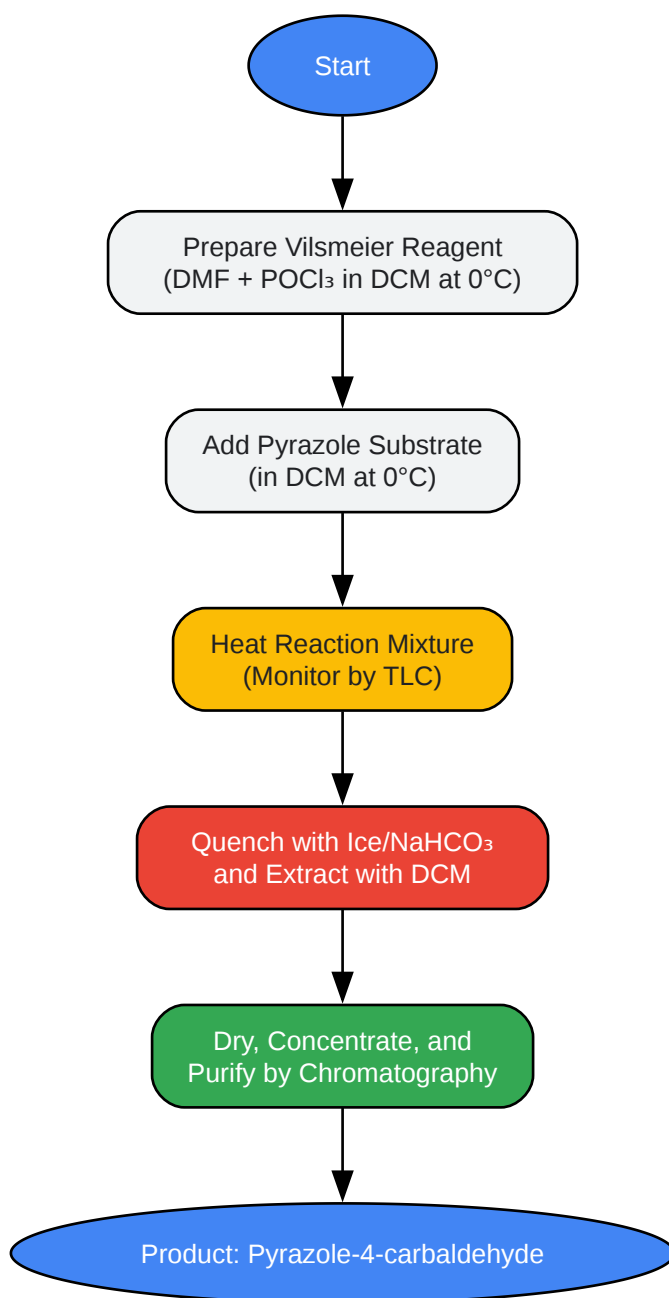 Start
Prepare Vilsmeier Reagent
(DMF + POCl₃ in DCM at 0°C)
Add Pyrazole Substrate
(in DCM at 0°C)
Heat Reaction Mixture
(Monitor by TLC)
Quench with Ice/NaHCO₃
and Extract with DCM
Dry, Concentrate, and
Purify by Chromatography
Product: Pyrazole-4-carbaldehyde